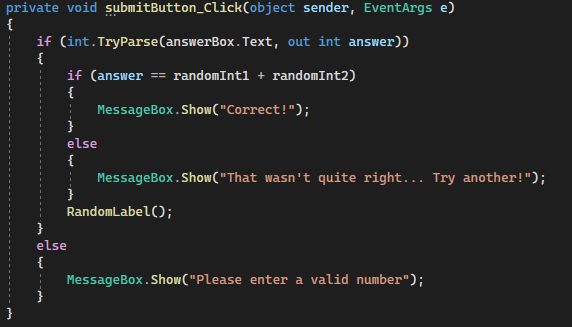 private void submitButton_Click(object sender, EventArgs e)
{
    if (int.TryParse(answerBox.Text, out int answer))
    {
        if (answer == randomInt1 + randomInt2)
        {
            MessageBox.Show("Correct!");
        }
        else
        {
            MessageBox.Show("That wasn't quite right... Try another!");
        }
        RandomLabel();
    }
    else
    {
        MessageBox.Show("Please enter a valid number");
    }
}